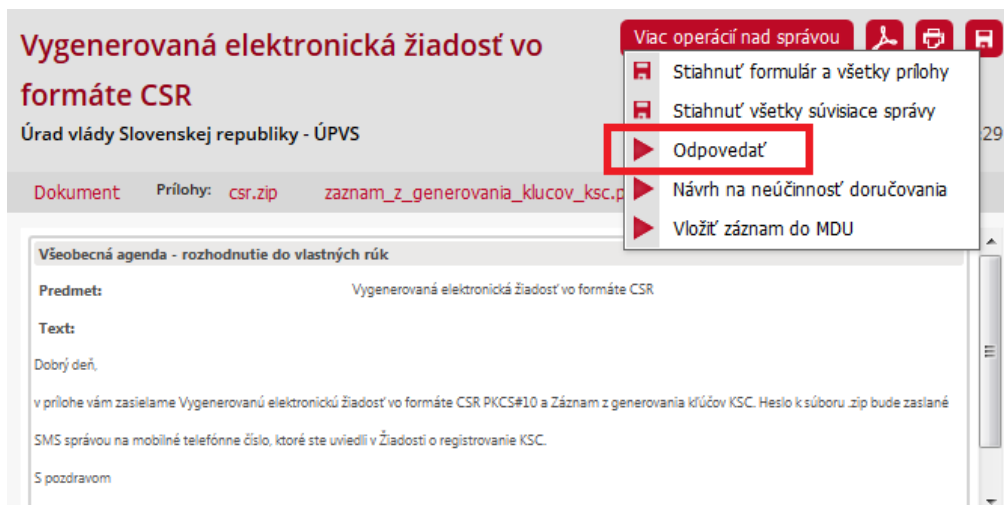 Vygenerovaná elektronická žiadosť vo
formáte CSR
Úrad vlády Slovenskej republiky - ÚPVS
29
Viac operácií nad správou
Stiahnuť formulár a všetky prílohy
Stiahnuť všetky súvisiace správy
Odpovedať
Návrh na neúčinnosť doručovania
Vložiť záznam do MDU
Dokument Prílohy: csr.zip zaznam_z_generovania_klucov_ksc.p
Všeobecná agenda - rozhodnutie do vlastných rúk
Predmet: Vygenerovaná elektronická žiadosť vo formáte CSR
Text:
Dobrý deň,
v prílohe vám zasielame Vygenerovanú elektronickú žiadosť vo formáte CSR PKCS#10 a Záznam z generovania kľúčov KSC. Heslo k súboru .zip bude zaslané
SMS správou na mobilné telefónne číslo, ktoré ste uviedli v Žiadosti o registrovanie KSC.
S pozdravom